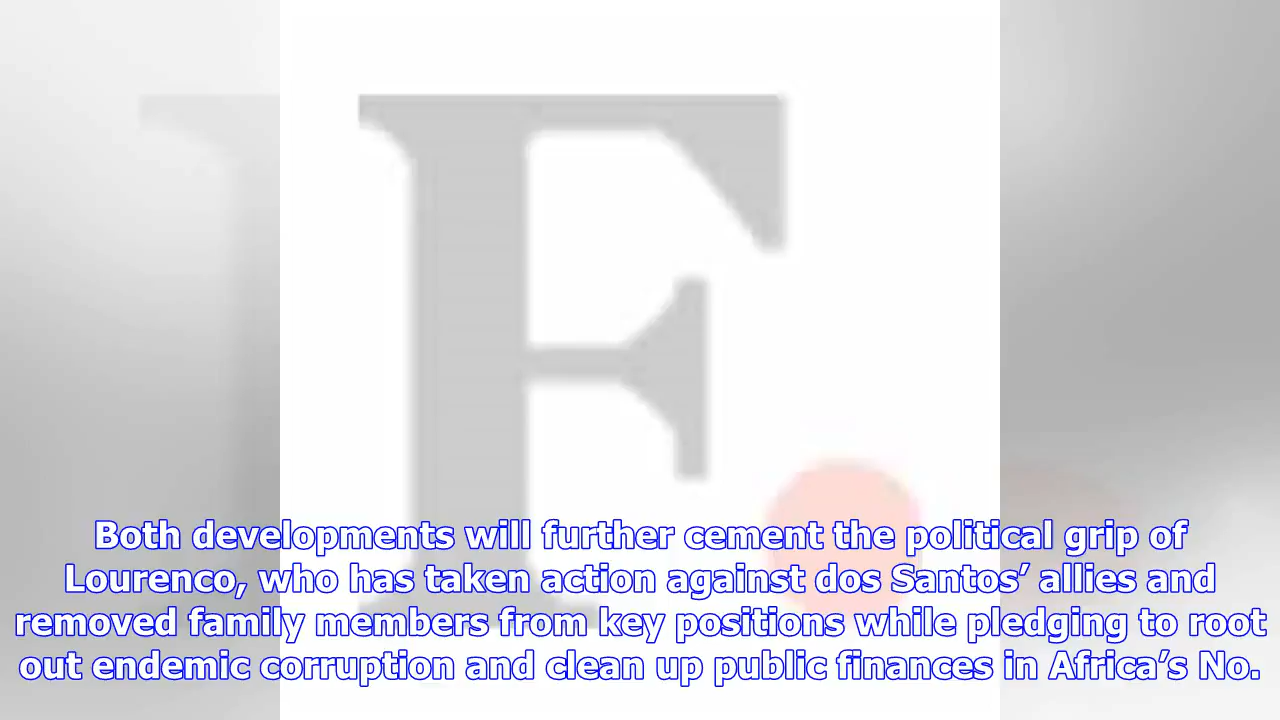 F.
Both developments will further cement the political grip of
Lourenco, who has taken action against dos Santos’ allies and
removed family members from key positions while pledging to root
out endemic corruption and clean up public finances in Africa’s No.